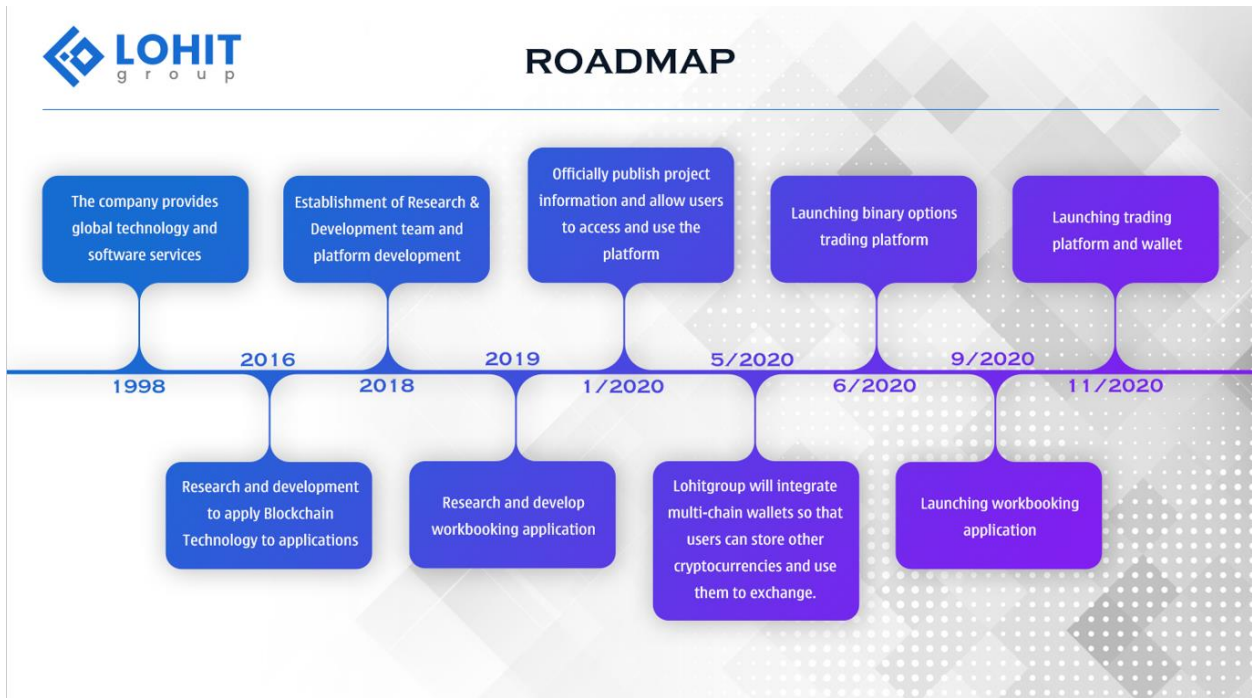 LOHIT
group
ROADMAP
The company provides
global technology and
software services
Establishment of Research &
Development team and
platform development
Officially publish project
information and allow users
to access and use the
platform
Launching binary options
trading platform
Launching trading
platform and wallet
2016
2019
5/2020
9/2020
1998
2018
1/2020
6/2020
11/2020
Research and development
to apply Blockchain
Technology to applications
Research and develop
workbooking application
Lohitgroup will integrate
multi-chain wallets so that
users can store other
cryptocurrencies and use
them to exchange.
Launching workbooking
application